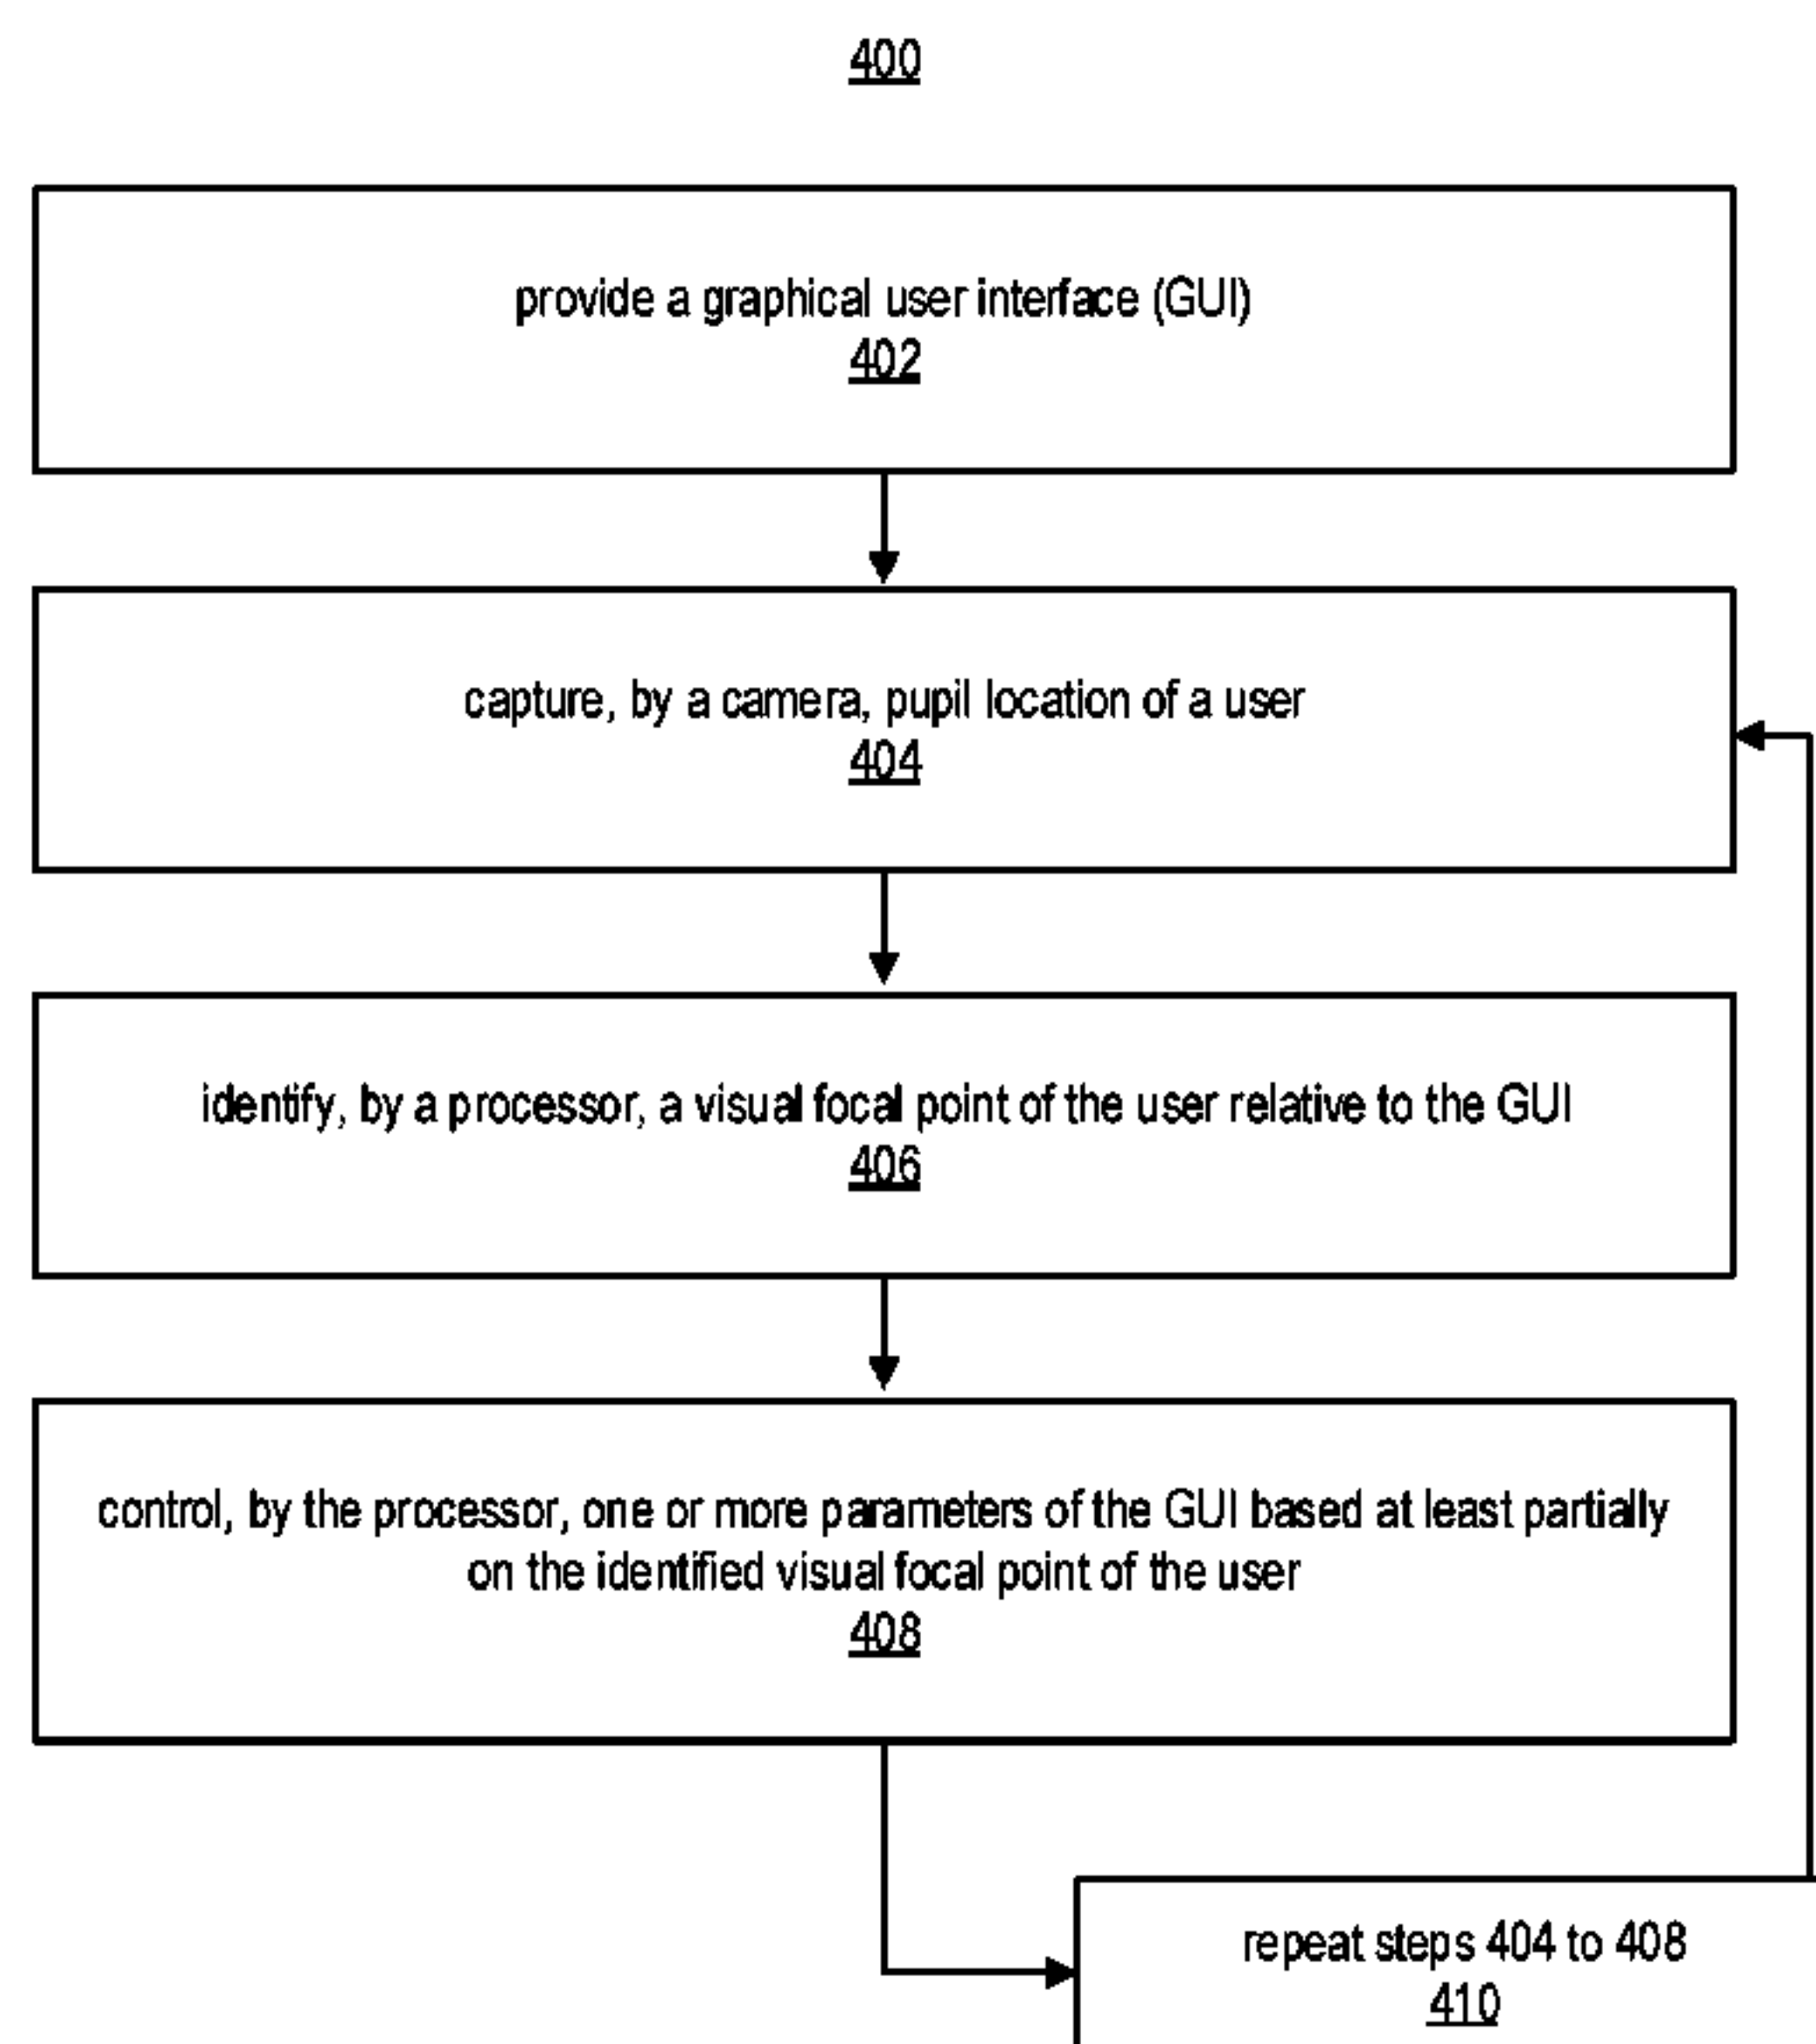 400
provide a graphical user interface (GUI)
402
capture, by a camera, pupil location of a user
404
identify, by a processor, a visual focal point of the user relative to the GUI
406
control, by the processor, one or more parameters of the GUI based at least partially
on the identified visual focal point of the user
408
repeat steps 404 to 408
410